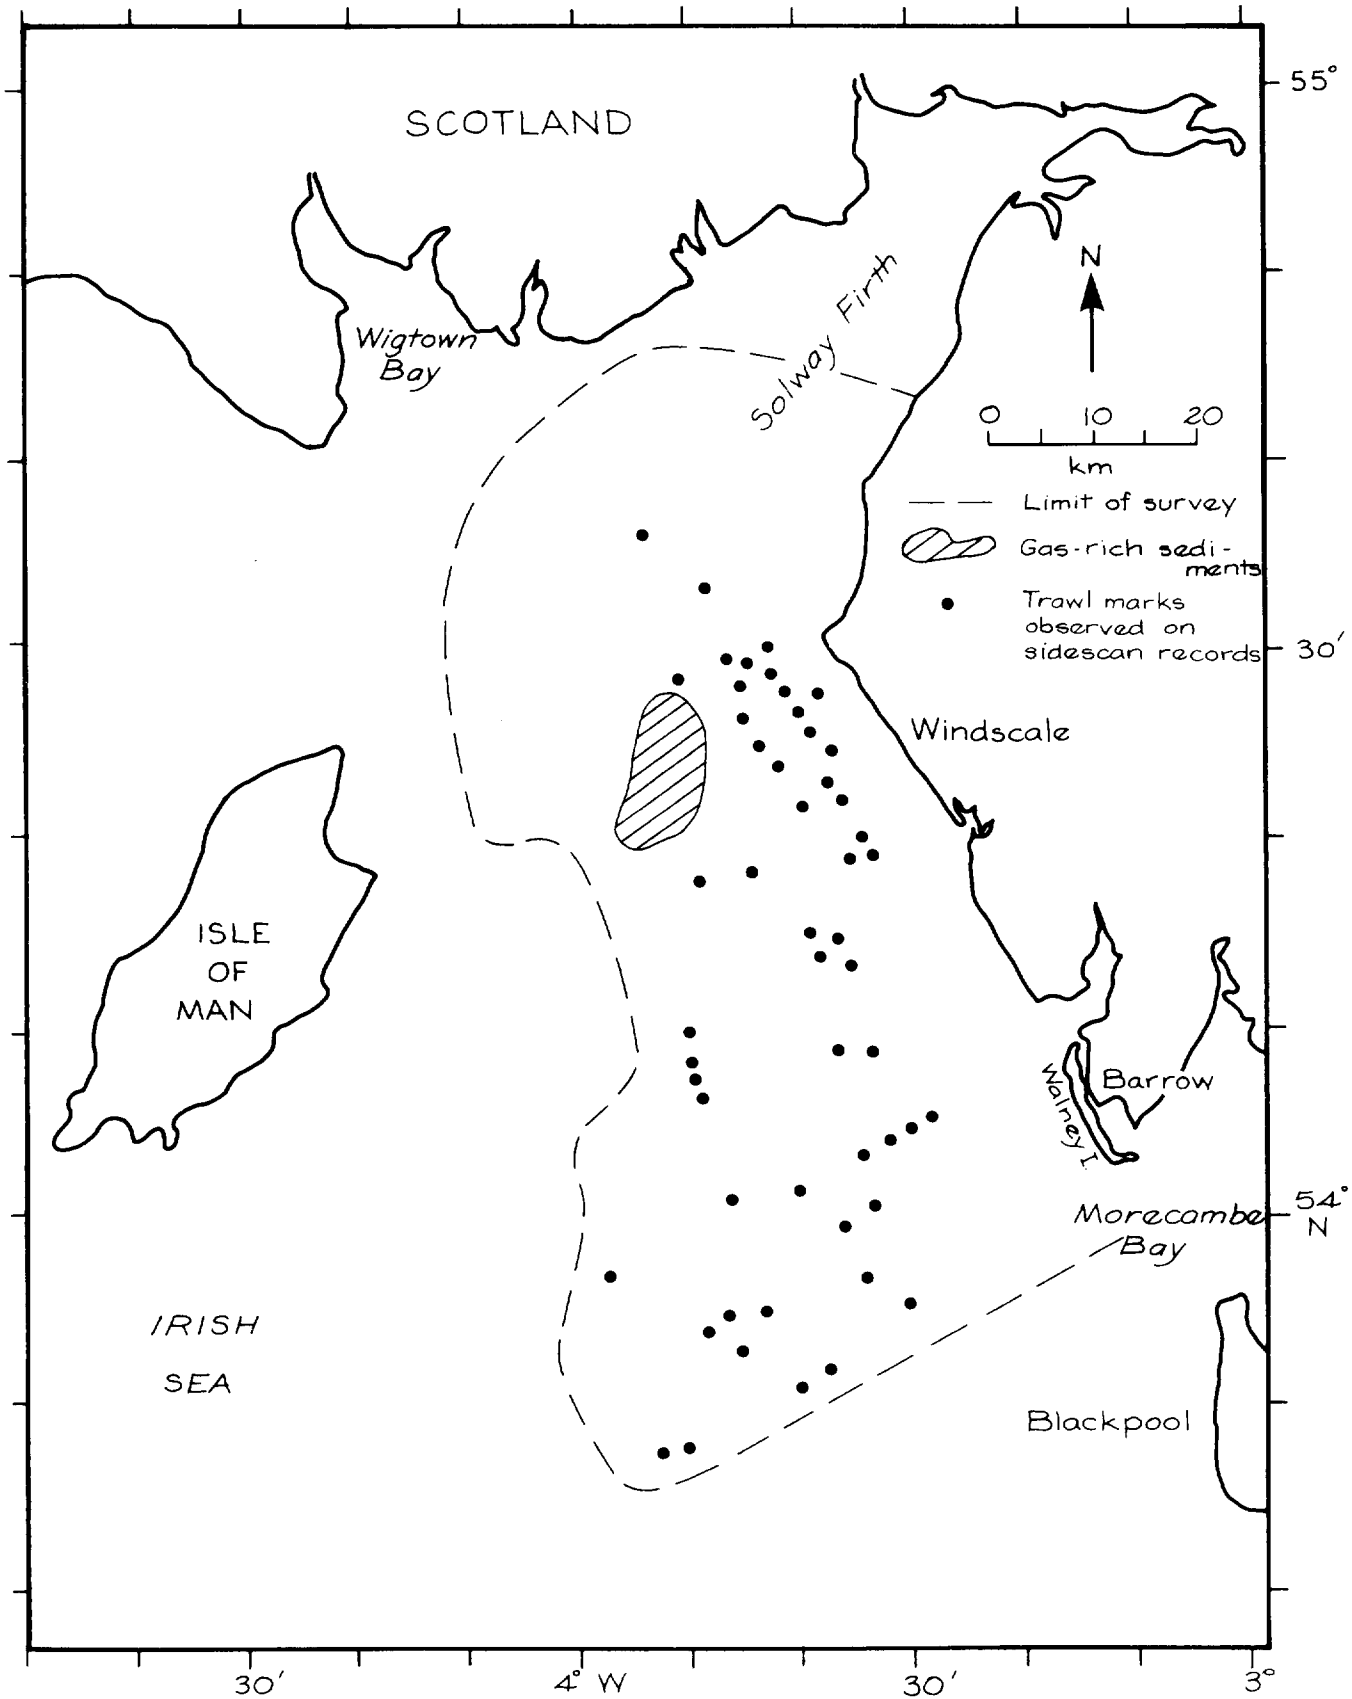 55°
SCOTLAND
N
Solway Firth
Wigtown
Bay
0 10 20
km
Limit of survey
Gas-rich sedi-
ments
Trawl marks
observed on
sidescan records
30′
Windscale
ISLE
OF
MAN
Walney I.
Barrow
54°
N
Morecambe
Bay
IRISH
SEA
Blackpool
30′ 4° W 30′ 3°